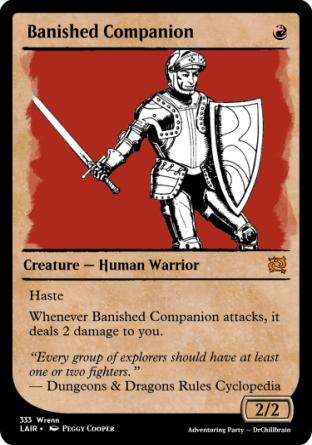 Banished Companion
Creature — Human Warrior
Haste
Whenever Banished Companion attacks, it
deals 2 damage to you.
“Every group of explorers should have at least
one or two fighters.”
— Dungeons & Dragons Rules Cyclopedia
2/2
333 Wrenn
LAIR • Peggy Cooper
Adventuring Party — DrChillbrain